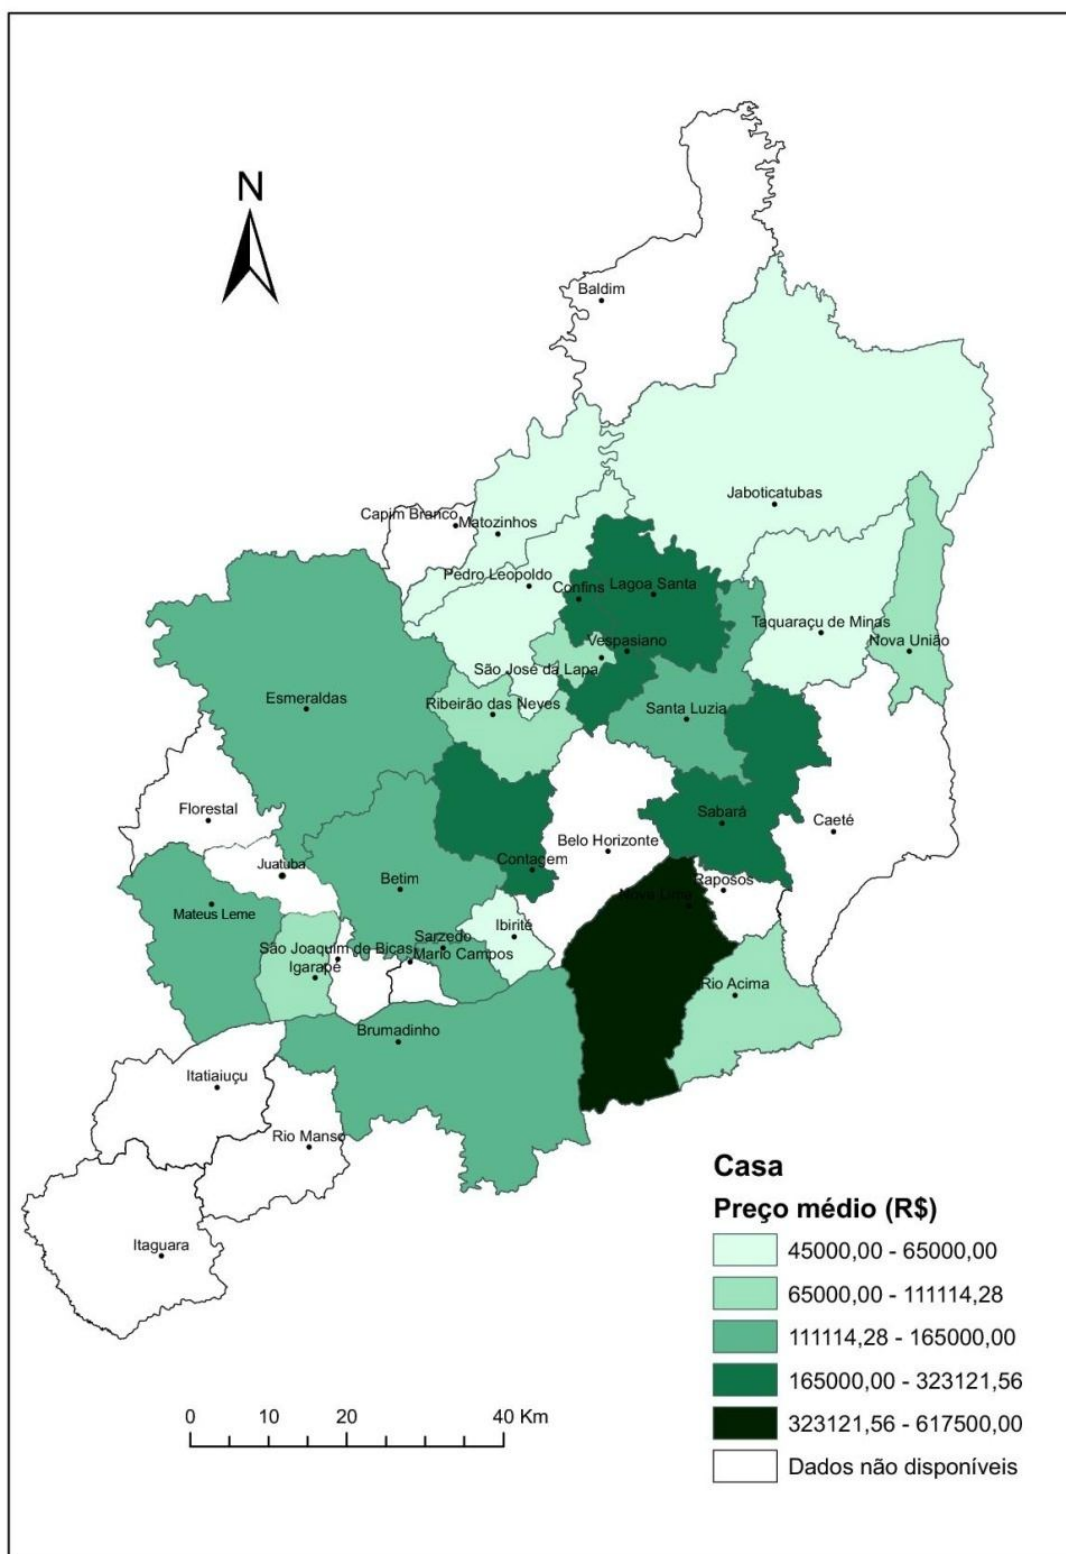 N
Baldim
Jaboticatubas
Capim Branco
Matozinhos
Pedro Leopoldo
Confins
Lagoa Santa
Taquaraçu de Minas
Nova União
Vespasiano
São José da Lapa
Esmeraldas
Ribeirão das Neves
Santa Luzia
Florestal
Sabará
Caeté
Belo Horizonte
Contagem
Juatuba
Betim
Raposos
Nova Lima
Mateus Leme
Ibirité
Sarzedo
São Joaquim de Bicas
Mario Campos
Igarapé
Rio Acima
Brumadinho
Itatiaiuçu
Rio Manso
Itaguara
Casa
Preço médio (R$)
45000,00 - 65000,00
65000,00 - 111114,28
111114,28 - 165000,00
165000,00 - 323121,56
323121,56 - 617500,00
Dados não disponíveis
0 10 20 40 Km